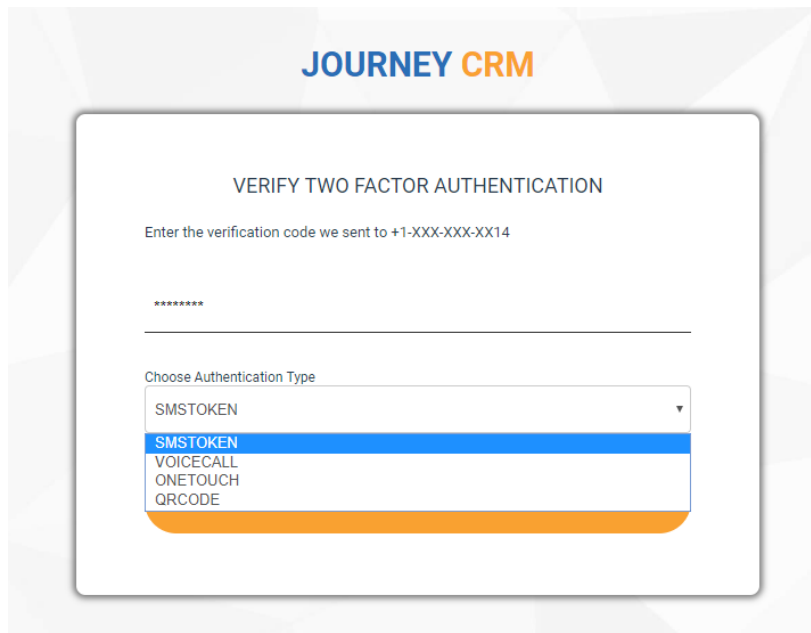 JOURNEY CRM
VERIFY TWO FACTOR AUTHENTICATION
Enter the verification code we sent to +1-XXX-XXX-XX14
********
Choose Authentication Type
SMSTOKEN
SMSTOKEN
VOICECALL
ONETOUCH
QRCODE